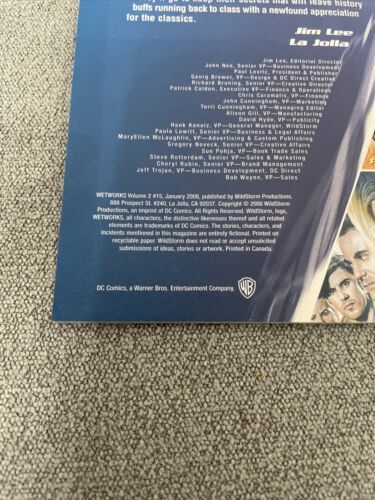 go to keep their secrets that will leave history
buffs running back to class with a newfound appreciation
for the classics.
Jim Lee
La Jolla
Jim Lee, Editorial Director
John Nee, Senior VP—Business Development
Paul Levitz, President & Publisher
Georg Brewer, VP—Design & DC Direct Creative
Richard Bruning, Senior VP—Creative Director
Patrick Caldon, Executive VP—Finance & Operations
Chris Caramalis, VP—Finance
John Cunningham, VP—Marketing
Terri Cunningham, VP—Managing Editor
Alison Gill, VP—Manufacturing
David Hyde, VP—Publicity
Hank Kanalz, VP—General Manager, WildStorm
Paula Lowitt, Senior VP—Business & Legal Affairs
MaryEllen McLaughlin, VP—Advertising & Custom Publishing
Gregory Noveck, Senior VP—Creative Affairs
Sue Pohja, VP—Book Trade Sales
Steve Rotterdam, Senior VP—Sales & Marketing
Cheryl Rubin, Senior VP—Brand Management
Jeff Trojan, VP—Business Development, DC Direct
Bob Wayne, VP—Sales
WETWORKS Volume 2 #15, January 2008, published by WildStorm Productions.
888 Prospect St. #240, La Jolla, CA 92037. Copyright © 2008 WildStorm
Productions, an imprint of DC Comics. All Rights Reserved. WildStorm, logo,
WETWORKS, all characters, the distinctive likenesses thereof and all related
elements are trademarks of DC Comics. The stories, characters, and
incidents mentioned in this magazine are entirely fictional. Printed on
recyclable paper. WildStorm does not read or accept unsolicited
submissions of ideas, stories or artwork. Printed in Canada.
DC Comics, a Warner Bros. Entertainment Company.
WB